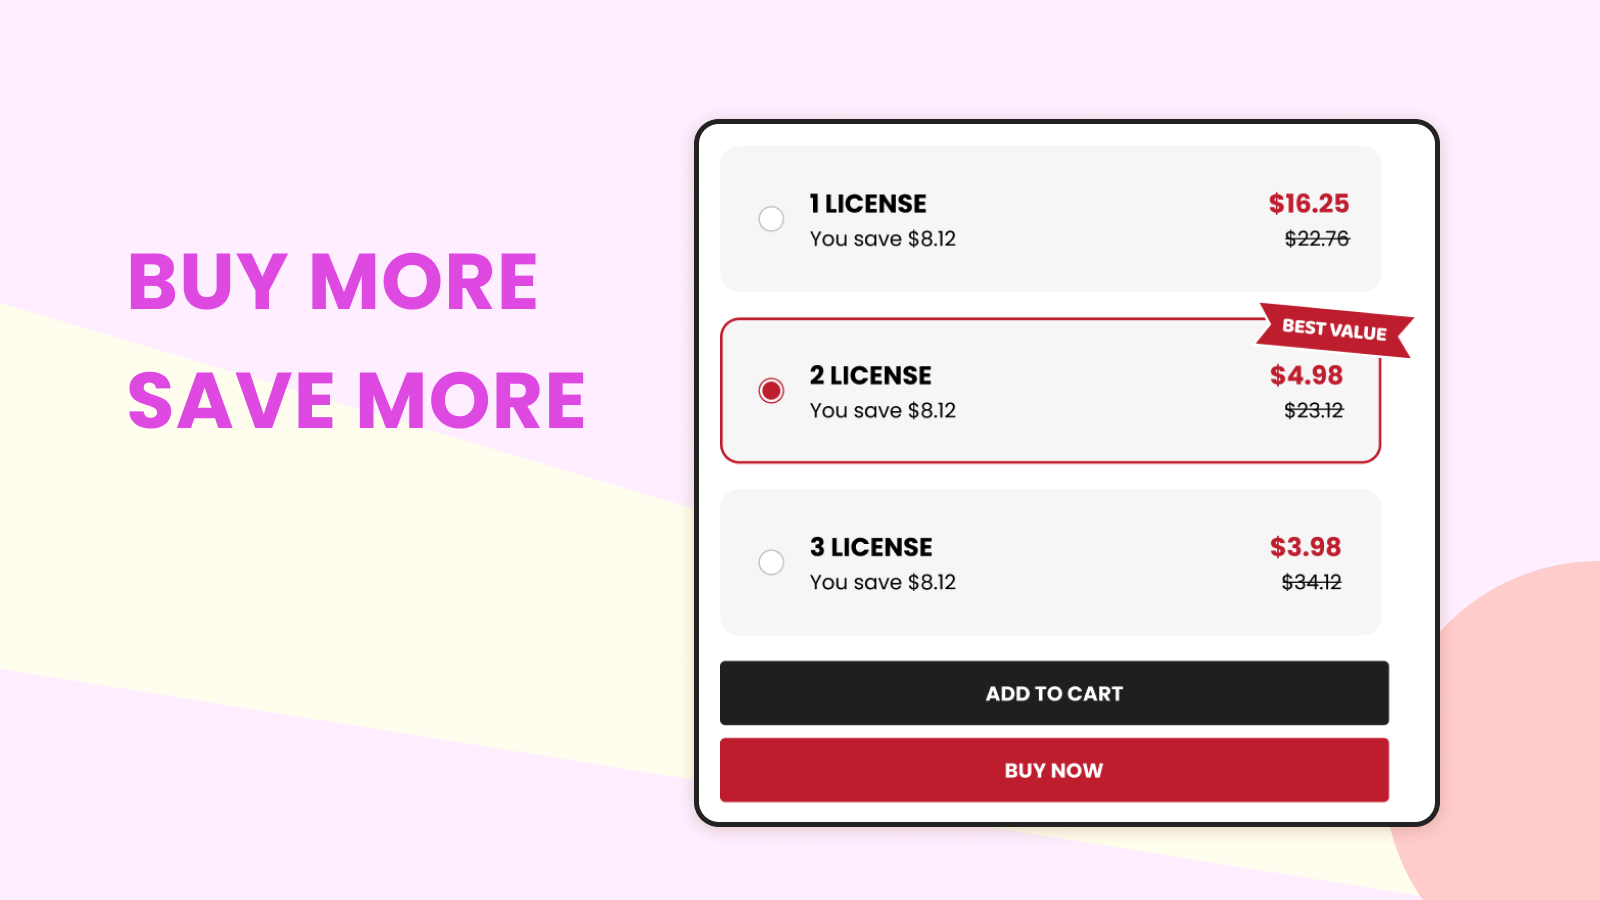 BUY MORE
SAVE MORE
1 LICENSE
$16.25
You save $8.12
$22.76
BEST VALUE
2 LICENSE
$4.98
You save $8.12
$23.12
3 LICENSE
$3.98
You save $8.12
$34.12
ADD TO CART
BUY NOW